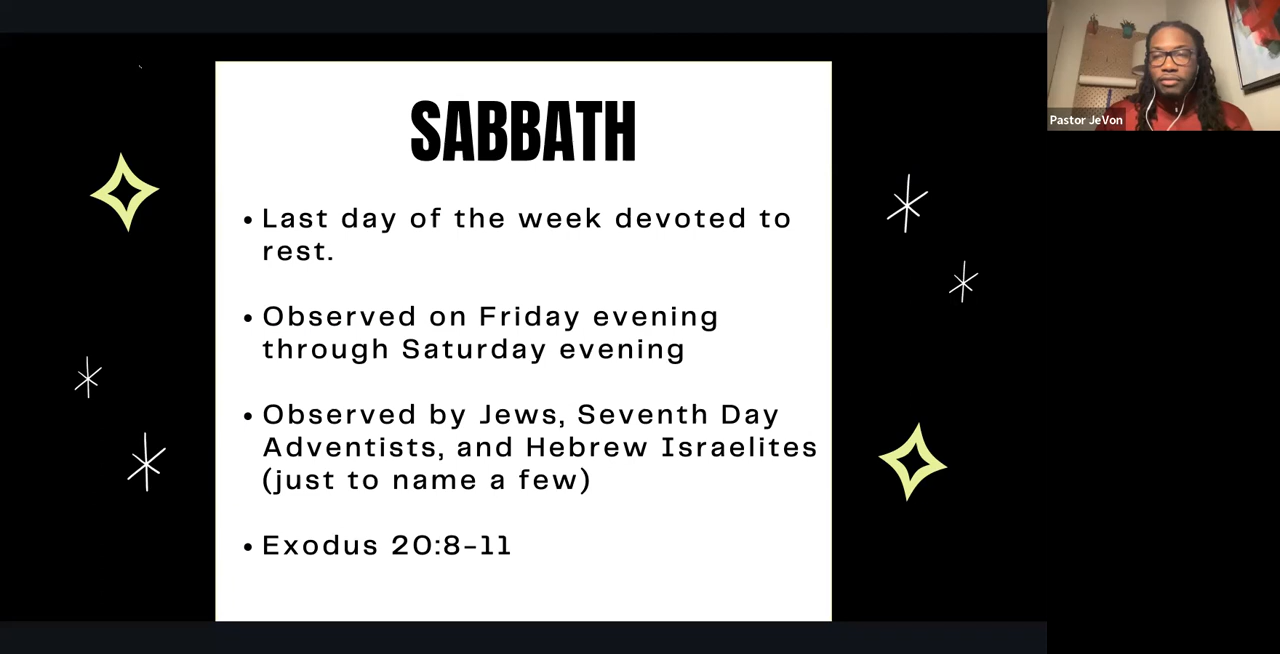 SABBATH
• Last day of the week devoted to
rest.
• Observed on Friday evening
through Saturday evening
• Observed by Jews, Seventh Day
Adventists, and Hebrew Israelites
(just to name a few)
• Exodus 20:8-11
Pastor JeVon